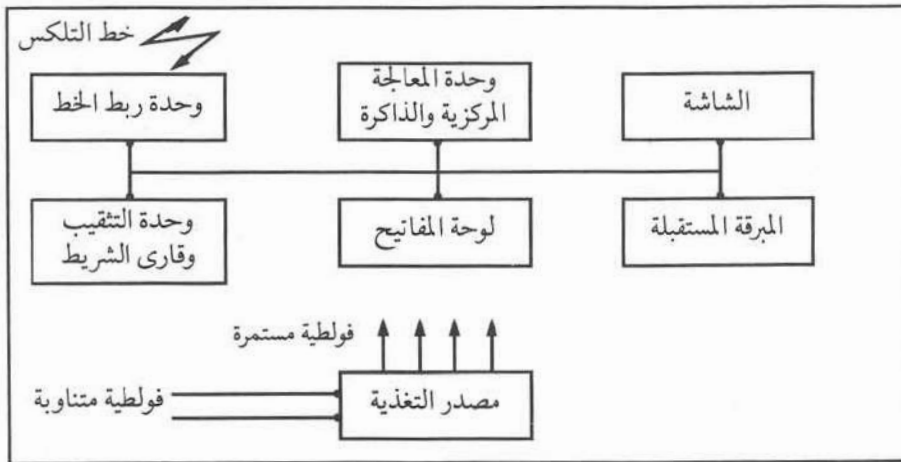 خط التلكس
وحدة ربط الخط
وحدة المعالجة
المركزية والذاكرة
الشاشة
وحدة التثقيب
وقارى الشريط
لوحة المفاتيح
المبرقة المستقبلة
فولطية مستمرة
فولطية متناوبة
مصدر التغذية